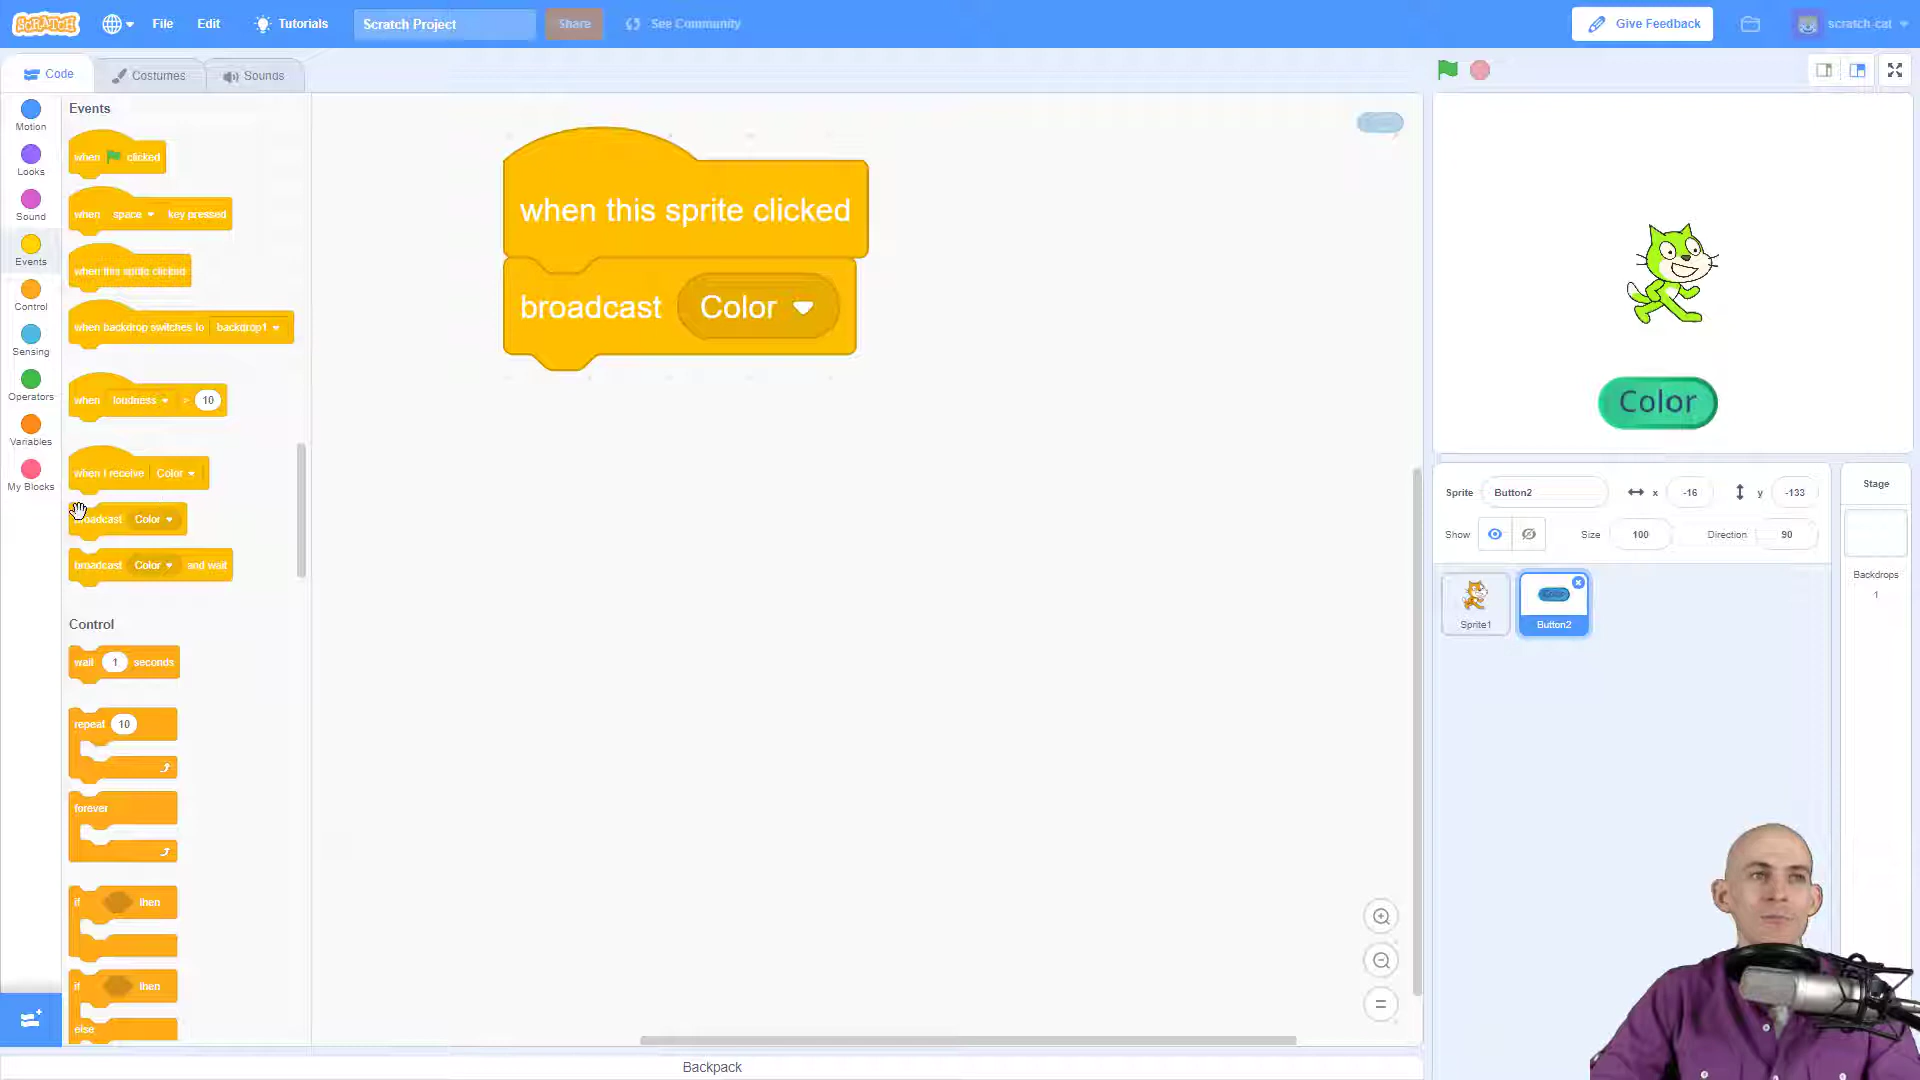 SCRATCH
File
Edit
Tutorials
Scratch Project
Share
See Community
Give Feedback
scratch-cat
Code
Costumes
Sounds
Motion
Looks
Sound
Events
Control
Sensing
Operators
Variables
My Blocks
Events
when clicked
when space key pressed
when this sprite clicked
when backdrop switches to backdrop1
when loudness > 10
when I receive Color
broadcast Color
broadcast Color and wait
Control
wait 1 seconds
repeat 10
forever
if then
if then
else
when this sprite clicked
broadcast Color
Color
Sprite Button2
x -16
y -133
Show
Size 100
Direction 90
Sprite1
Button2
Stage
Backdrops
1
Backpack